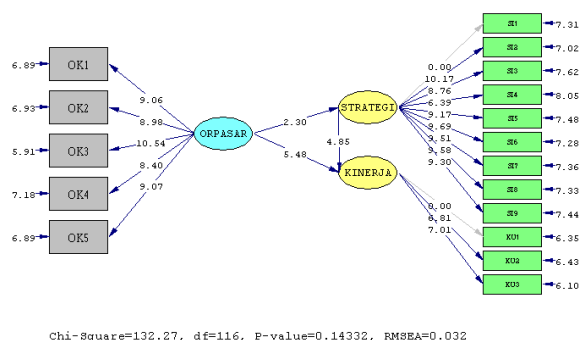 6.89 OK1
6.93 OK2
5.91 OK3
7.18 OK4
6.89 OK5
9.06
8.98
10.54
8.40
9.07
ORPASAR
2.30
5.48
STRATEGI
4.85
KINERJA
0.00
10.17
8.76
6.39
9.17
9.69
9.51
9.58
9.30
0.00
6.81
7.01
SI1 7.31
SI2 7.02
SI3 7.62
SI4 8.05
SI5 7.48
SI6 7.28
SI7 7.36
SI8 7.33
SI9 7.44
KU1 6.35
KU2 6.43
KU3 6.10
Chi-Square=132.27, df=116, P-value=0.14332, RMSEA=0.032